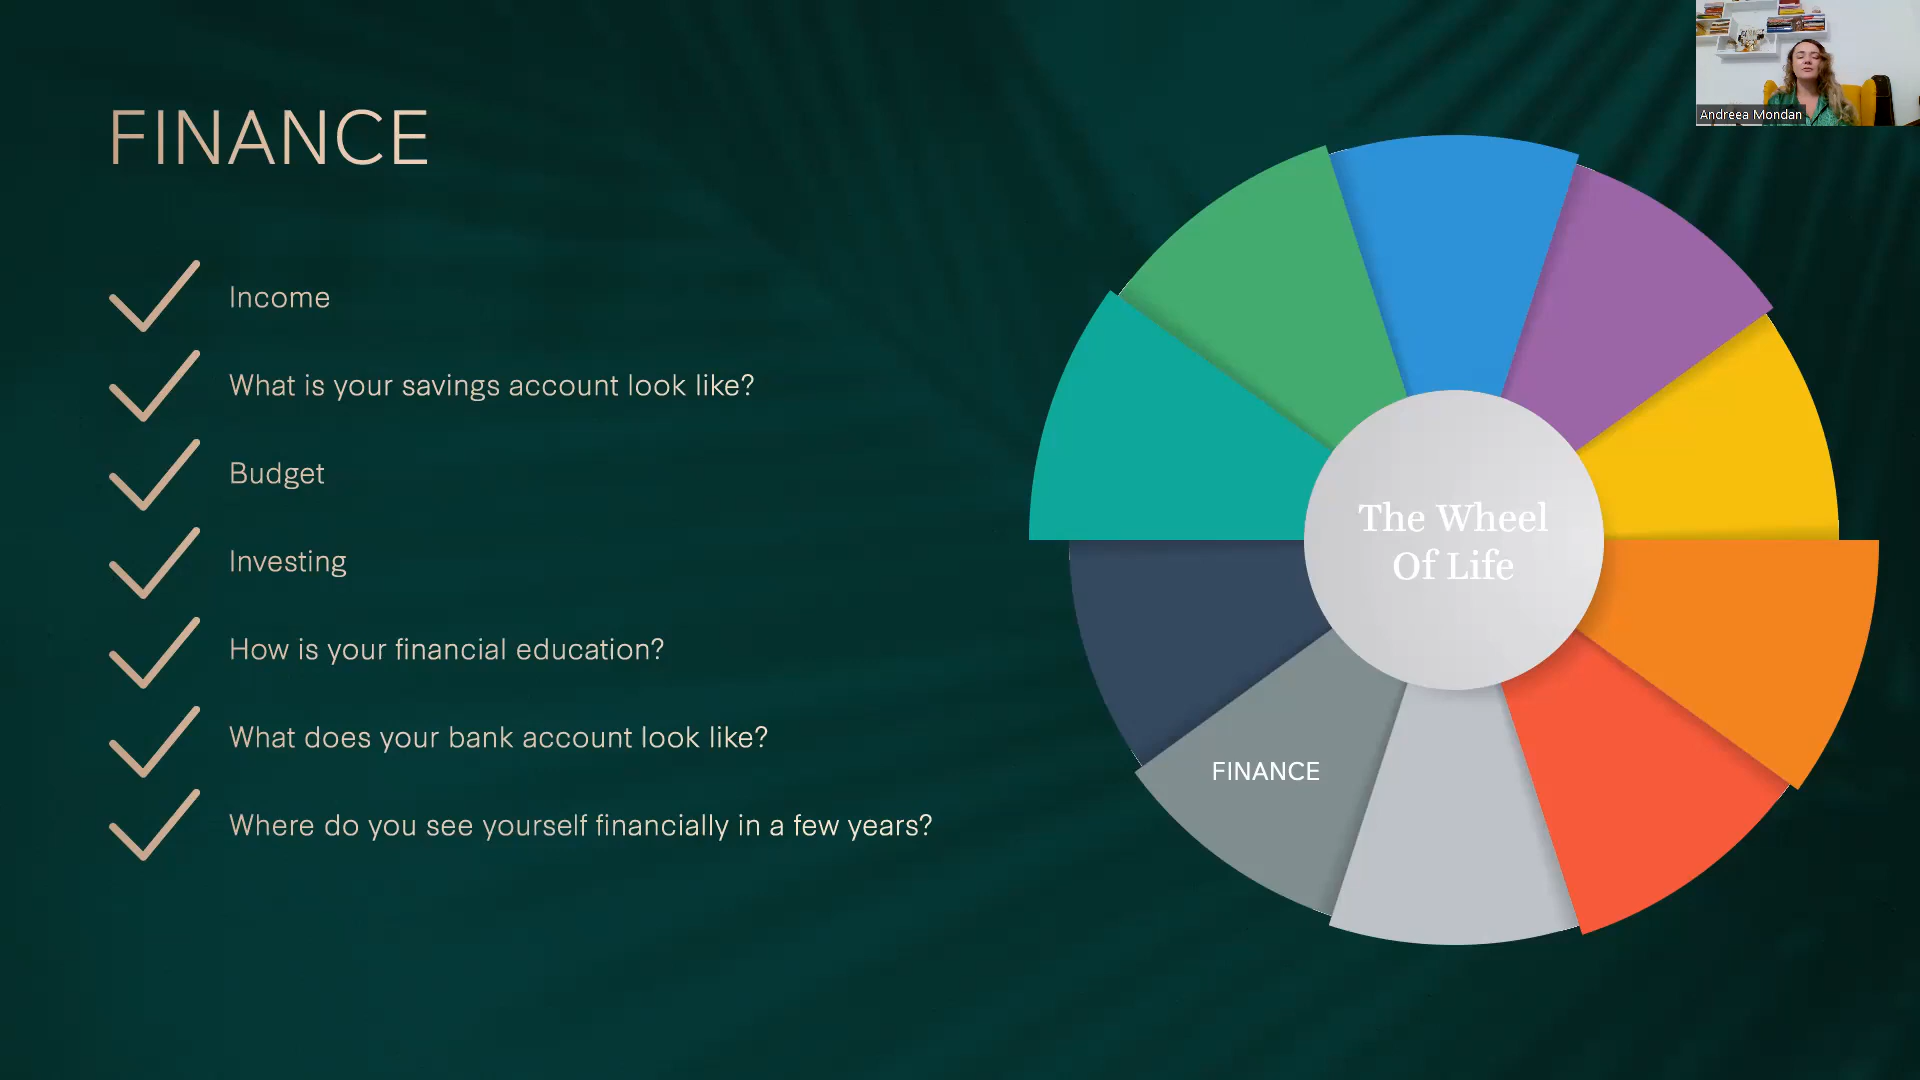 FINANCE
Income
What is your savings account look like?
Budget
Investing
How is your financial education?
What does your bank account look like?
Where do you see yourself financially in a few years?
The Wheel
Of Life
FINANCE
Andreea Mondan